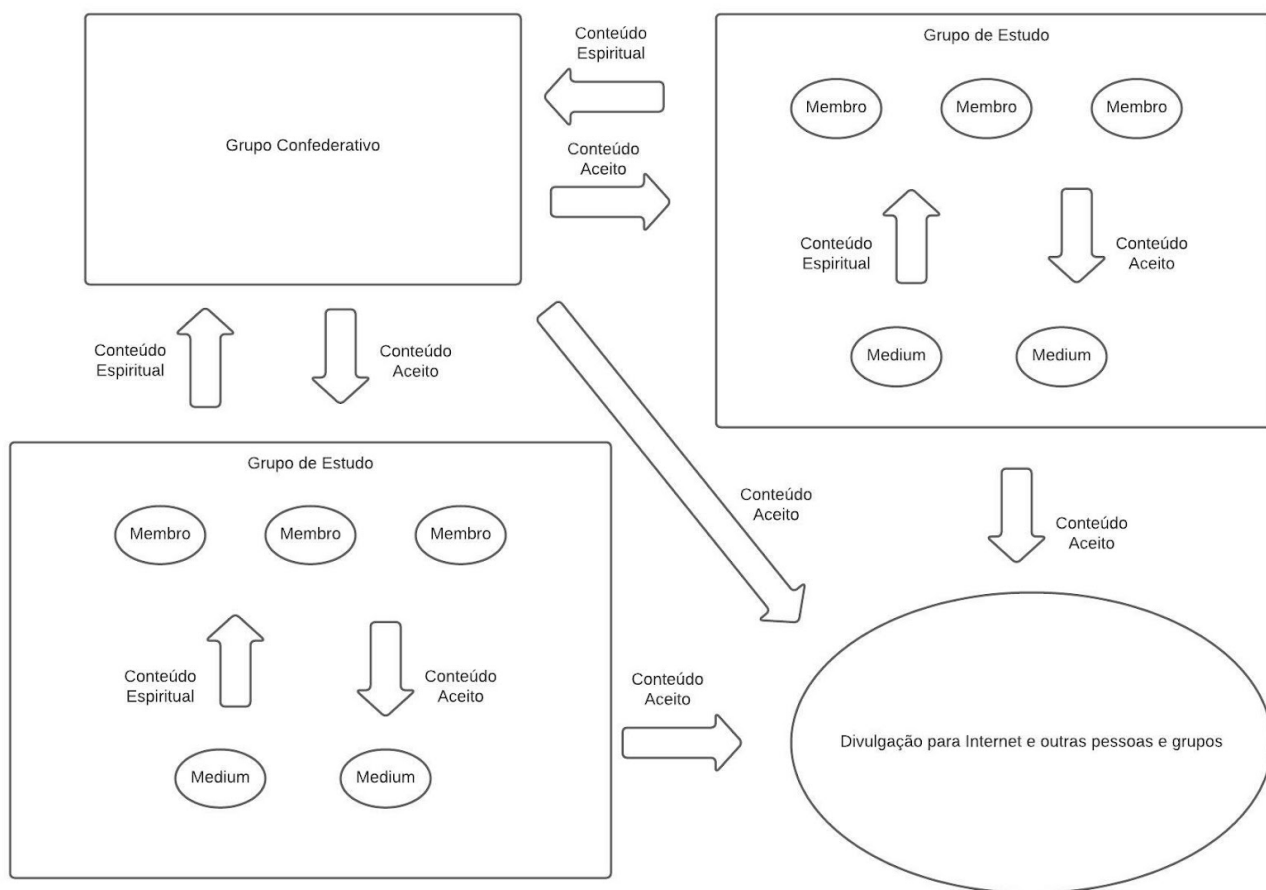 Grupo Confederativo
Conteúdo
Espiritual
Conteúdo
Aceito
Grupo de Estudo
Membro
Membro
Membro
Conteúdo
Espiritual
Conteúdo
Aceito
Medium
Medium
Conteúdo
Espiritual
Conteúdo
Aceito
Grupo de Estudo
Membro
Membro
Membro
Conteúdo
Espiritual
Conteúdo
Aceito
Medium
Medium
Conteúdo
Aceito
Conteúdo
Aceito
Conteúdo
Aceito
Divulgação para Internet e outras pessoas e grupos